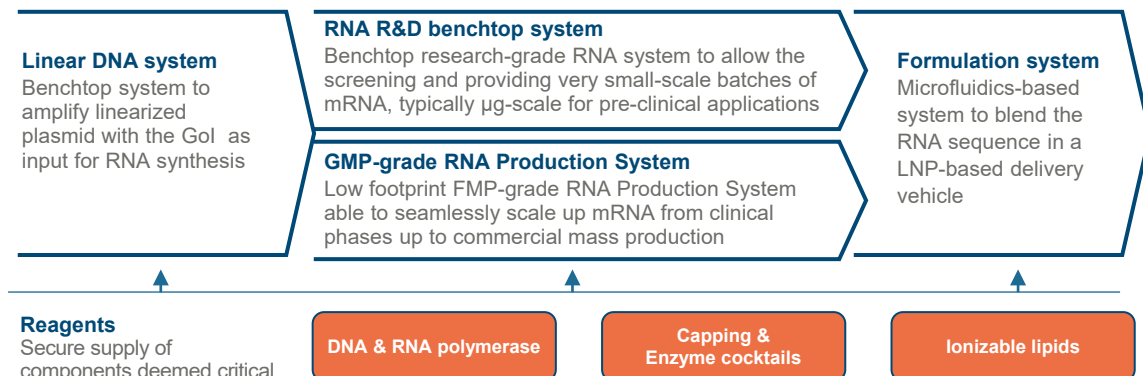 Linear DNA system
Benchtop system to
amplify linearized
plasmid with the GoI as
input for RNA synthesis
RNA R&D benchtop system
Benchtop research-grade RNA system to allow the
screening and providing very small-scale batches of
mRNA, typically µg-scale for pre-clinical applications
GMP-grade RNA Production System
Low footprint FMP-grade RNA Production System
able to seamlessly scale up mRNA from clinical
phases up to commercial mass production
Formulation system
Microfluidics-based
system to blend the
RNA sequence in a
LNP-based delivery
vehicle
Reagents
Secure supply of
components deemed critical
DNA & RNA polymerase
Capping &
Enzyme cocktails
Ionizable lipids